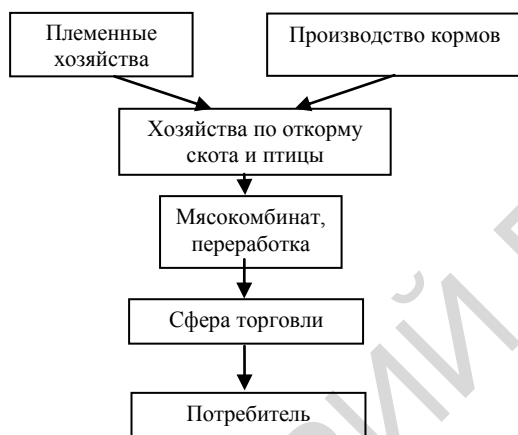 Племенные
хозяйства
Производство кормов
Хозяйства по откорму
скота и птицы
Мясокомбинат,
переработка
Сфера торговли
Потребитель